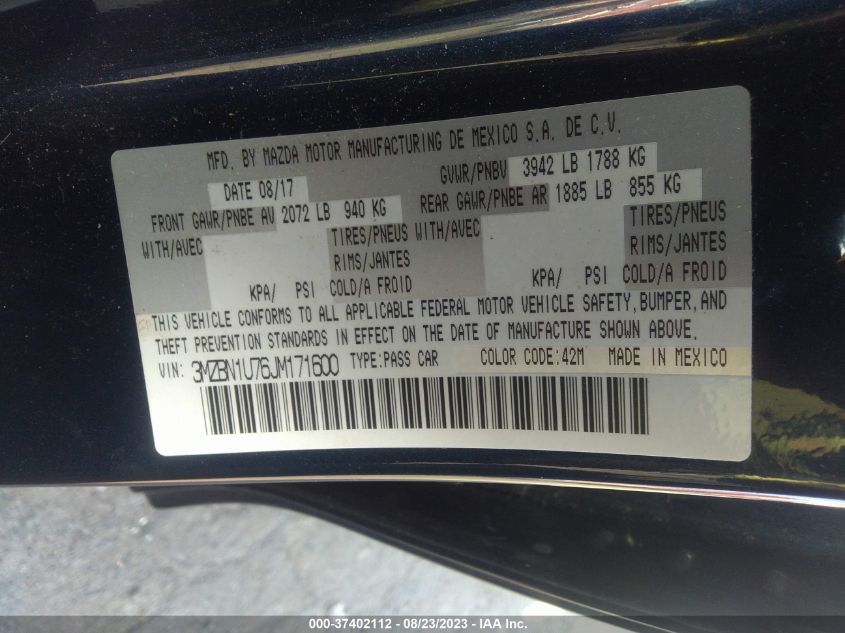 MFD. BY MAZDA MOTOR MANUFACTURING DE MEXICO S.A. DE C.V.
DATE 08/17 GVWR/PNBV 3942 LB 1788 KG
FRONT GAWR/PNBE AV 2072 LB 940 KG REAR GAWR/PNBE AR 1885 LB 855 KG
WITH/AVEC TIRES/PNEUS WITH/AVEC TIRES/PNEUS
RIMS/JANTES RIMS/JANTES
KPA/ PSI COLD/A FROID KPA/ PSI COLD/A FROID
THIS VEHICLE CONFORMS TO ALL APPLICABLE FEDERAL MOTOR VEHICLE SAFETY, BUMPER, AND
THEFT PREVENTION STANDARDS IN EFFECT ON THE DATE OF MANUFACTURE SHOWN ABOVE.
VIN: 3MZBN1U76JM171600 TYPE:PASS CAR COLOR CODE:42M MADE IN MEXICO
000-37402112 - 08/23/2023 - IAA Inc.